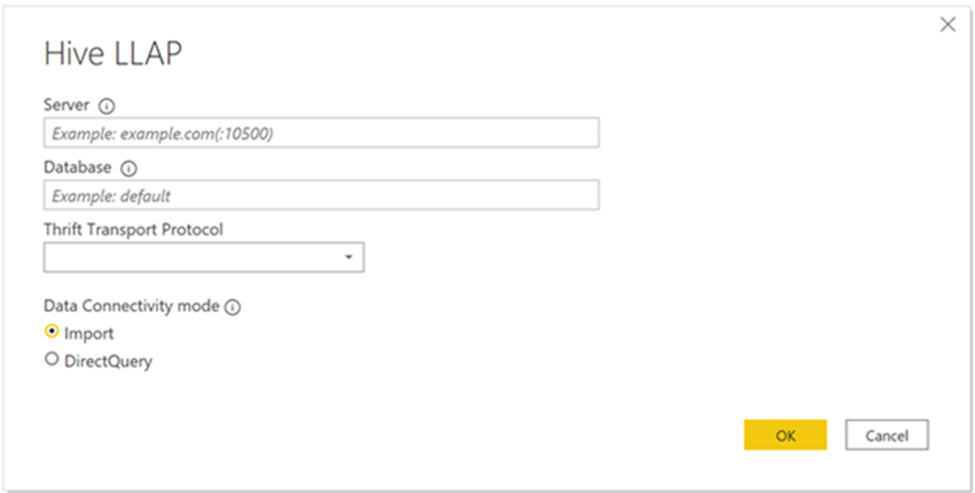 Hive LLAP
Server
Example: example.com(:10500)
Database
Example: default
Thrift Transport Protocol
Data Connectivity mode
Import
DirectQuery
OK Cancel